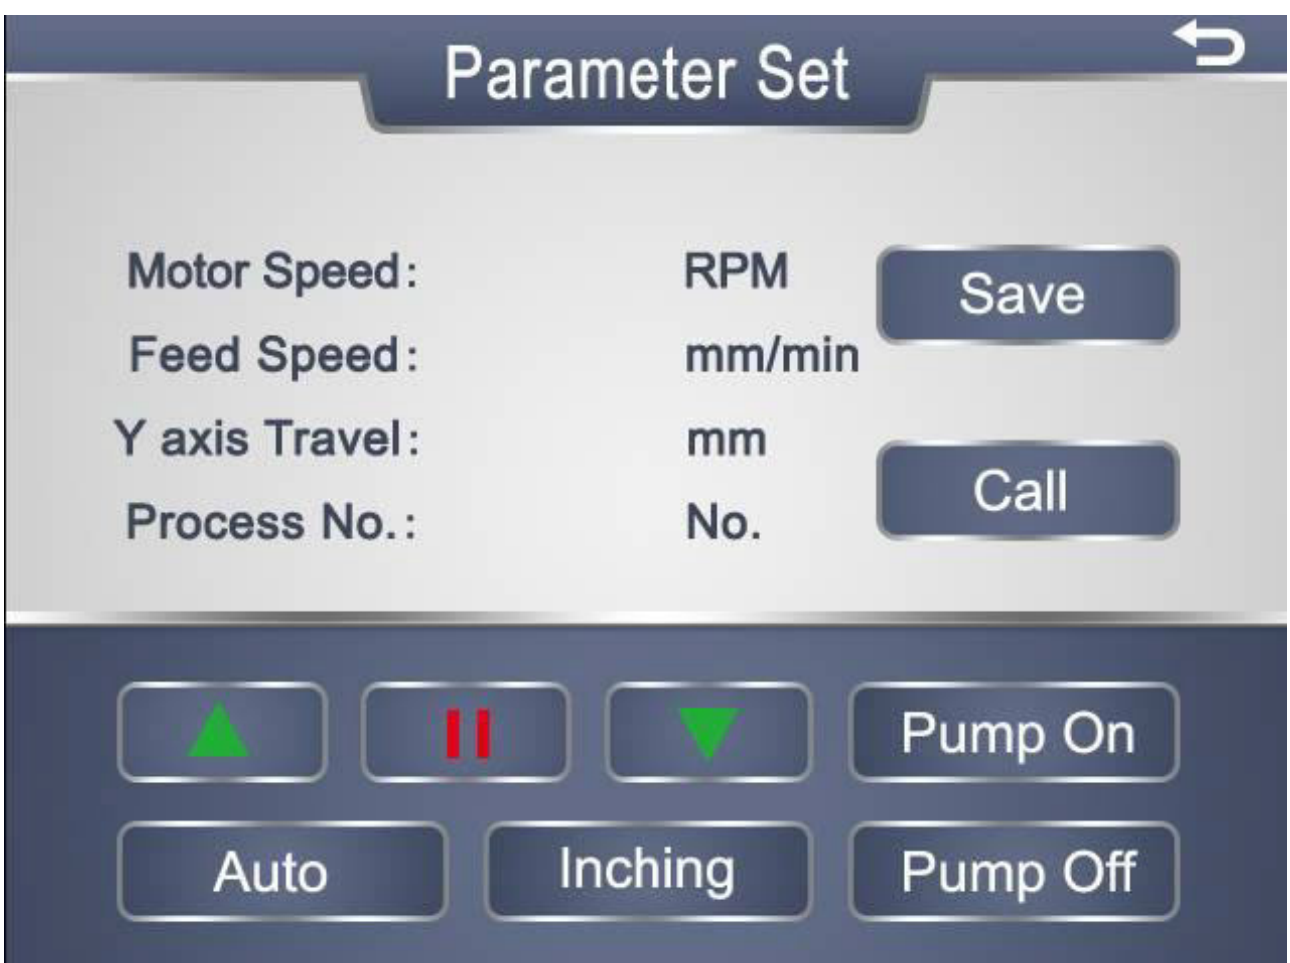 Parameter Set
Motor Speed: RPM
Feed Speed: mm/min
Y axis Travel: mm
Process No.: No.
Save
Call
Pump On
Auto
Inching
Pump Off